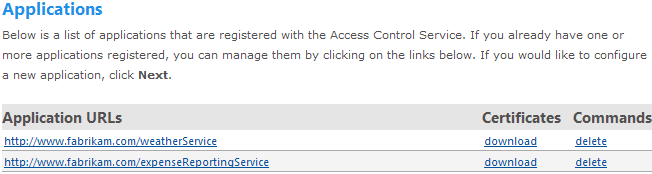 Applications
Below is a list of applications that are registered with the Access Control Service. If you already have one or
more applications registered, you can manage them by clicking on the links below. If you would like to configure
a new application, click Next.
Application URLs Certificates Commands
http://www.fabrikam.com/weatherService download delete
http://www.fabrikam.com/expenseReportingService download delete